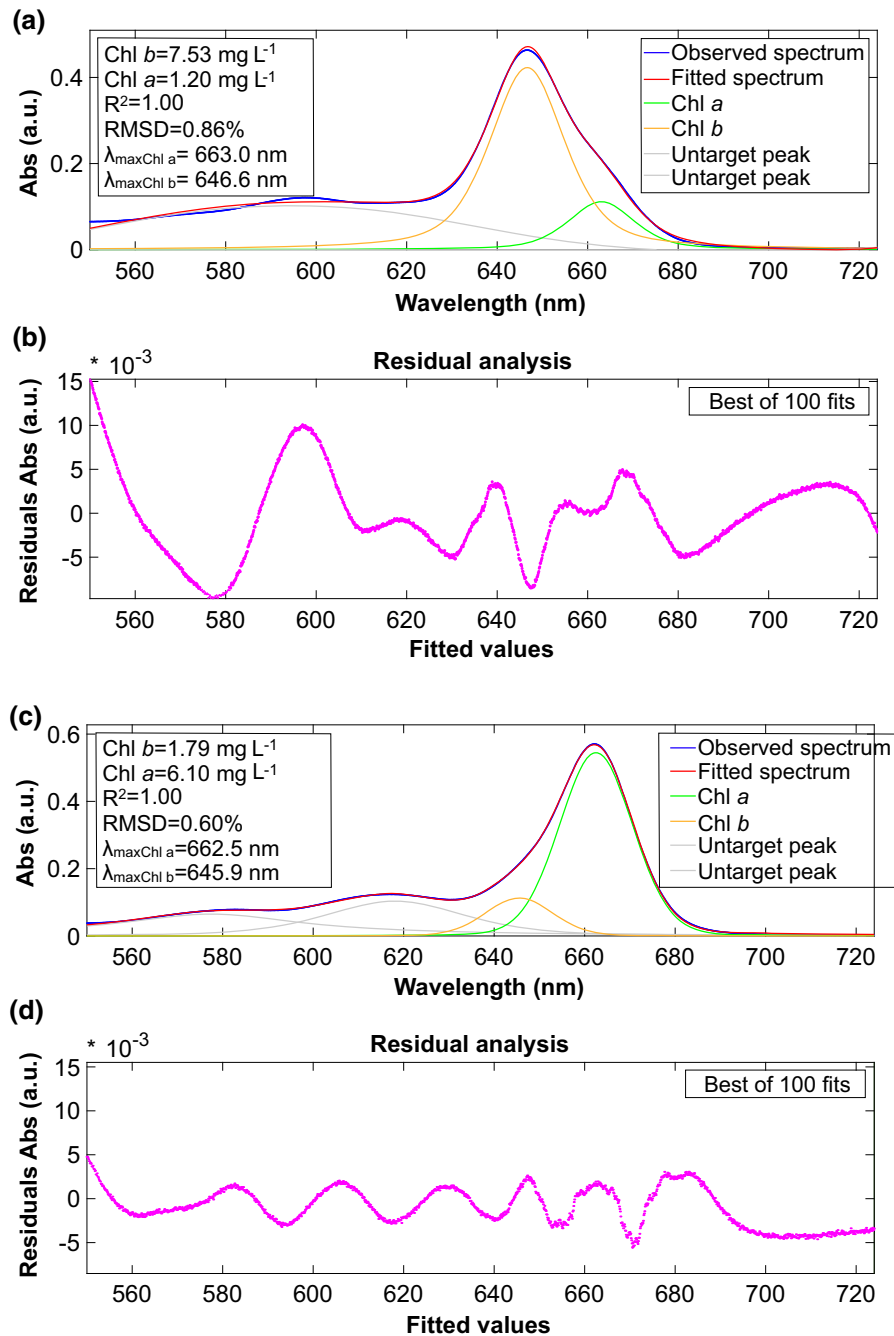 (a)
Chl b=7.53 mg L-1
Chl a=1.20 mg L-1
R2=1.00
RMSD=0.86%
λmaxChl a= 663.0 nm
λmaxChl b= 646.6 nm
Observed spectrum
Fitted spectrum
Chl a
Chl b
Untarget peak
Untarget peak
Abs (a.u.)
0.4
0.2
0
560 580 600 620 640 660 680 700 720
Wavelength (nm)
(b)
* 10-3
Residual analysis
Best of 100 fits
Residuals Abs (a.u.)
15
10
5
0
-5
560 580 600 620 640 660 680 700 720
Fitted values
(c)
Chl b=1.79 mg L-1
Chl a=6.10 mg L-1
R2=1.00
RMSD=0.60%
λmaxChl a=662.5 nm
λmaxChl b=645.9 nm
Observed spectrum
Fitted spectrum
Chl a
Chl b
Untarget peak
Untarget peak
Abs (a.u.)
0.6
0.4
0.2
0
560 580 600 620 640 660 680 700 720
Wavelength (nm)
(d)
* 10-3
Residual analysis
Best of 100 fits
Residuals Abs (a.u.)
15
10
5
0
-5
560 580 600 620 640 660 680 700 720
Fitted values